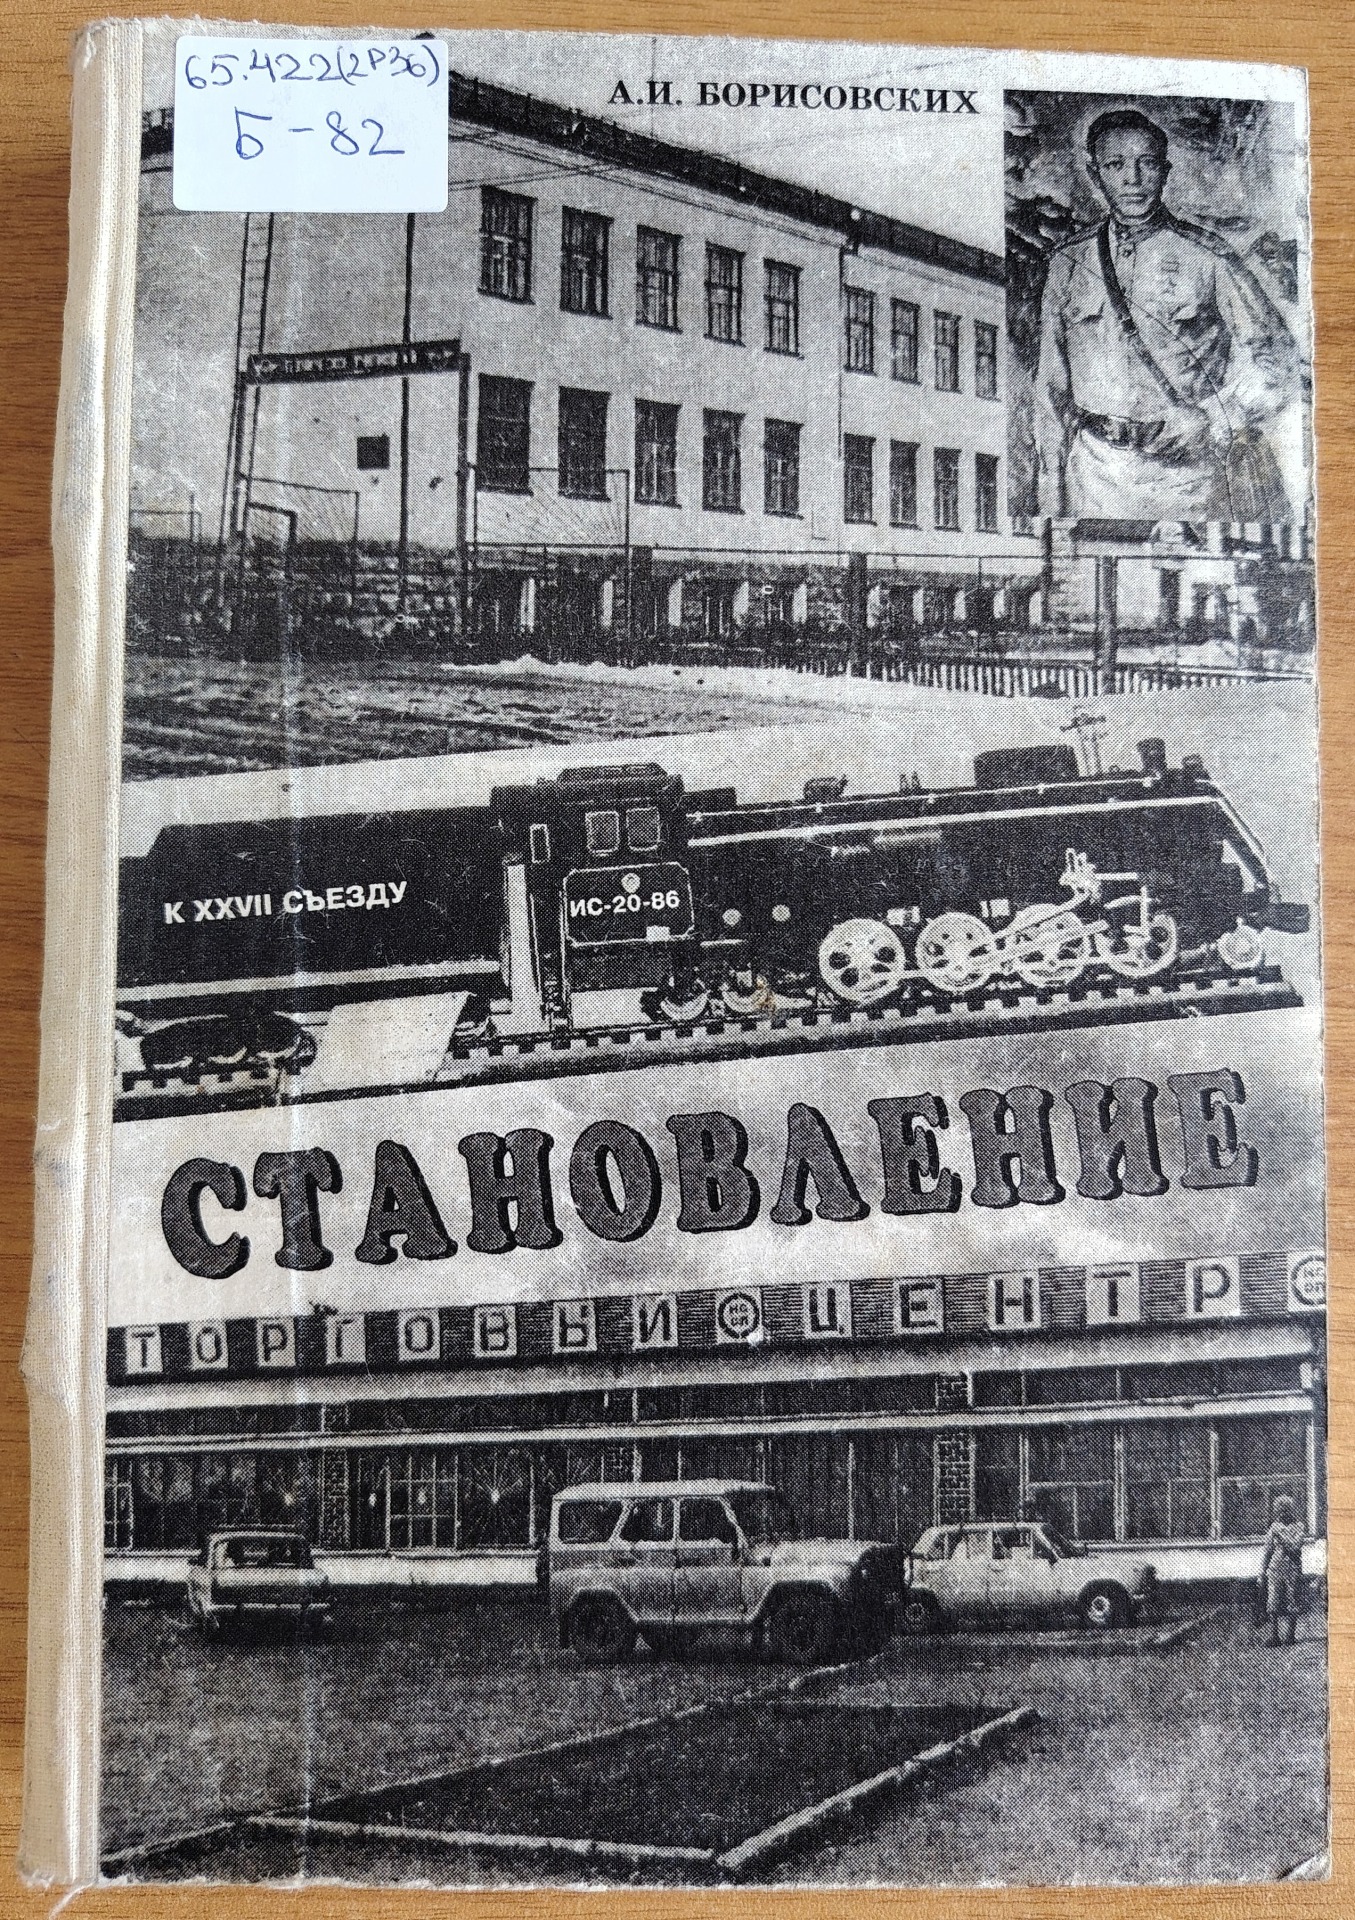 65.422(2Р36)
Б-82
А.И. БОРИСОВСКИХ
К XXVII СЪЕЗДУ
ИС-20-86
СТАНОВЛЕНИЕ
ТОРГОВЫЙ ЦЕНТР